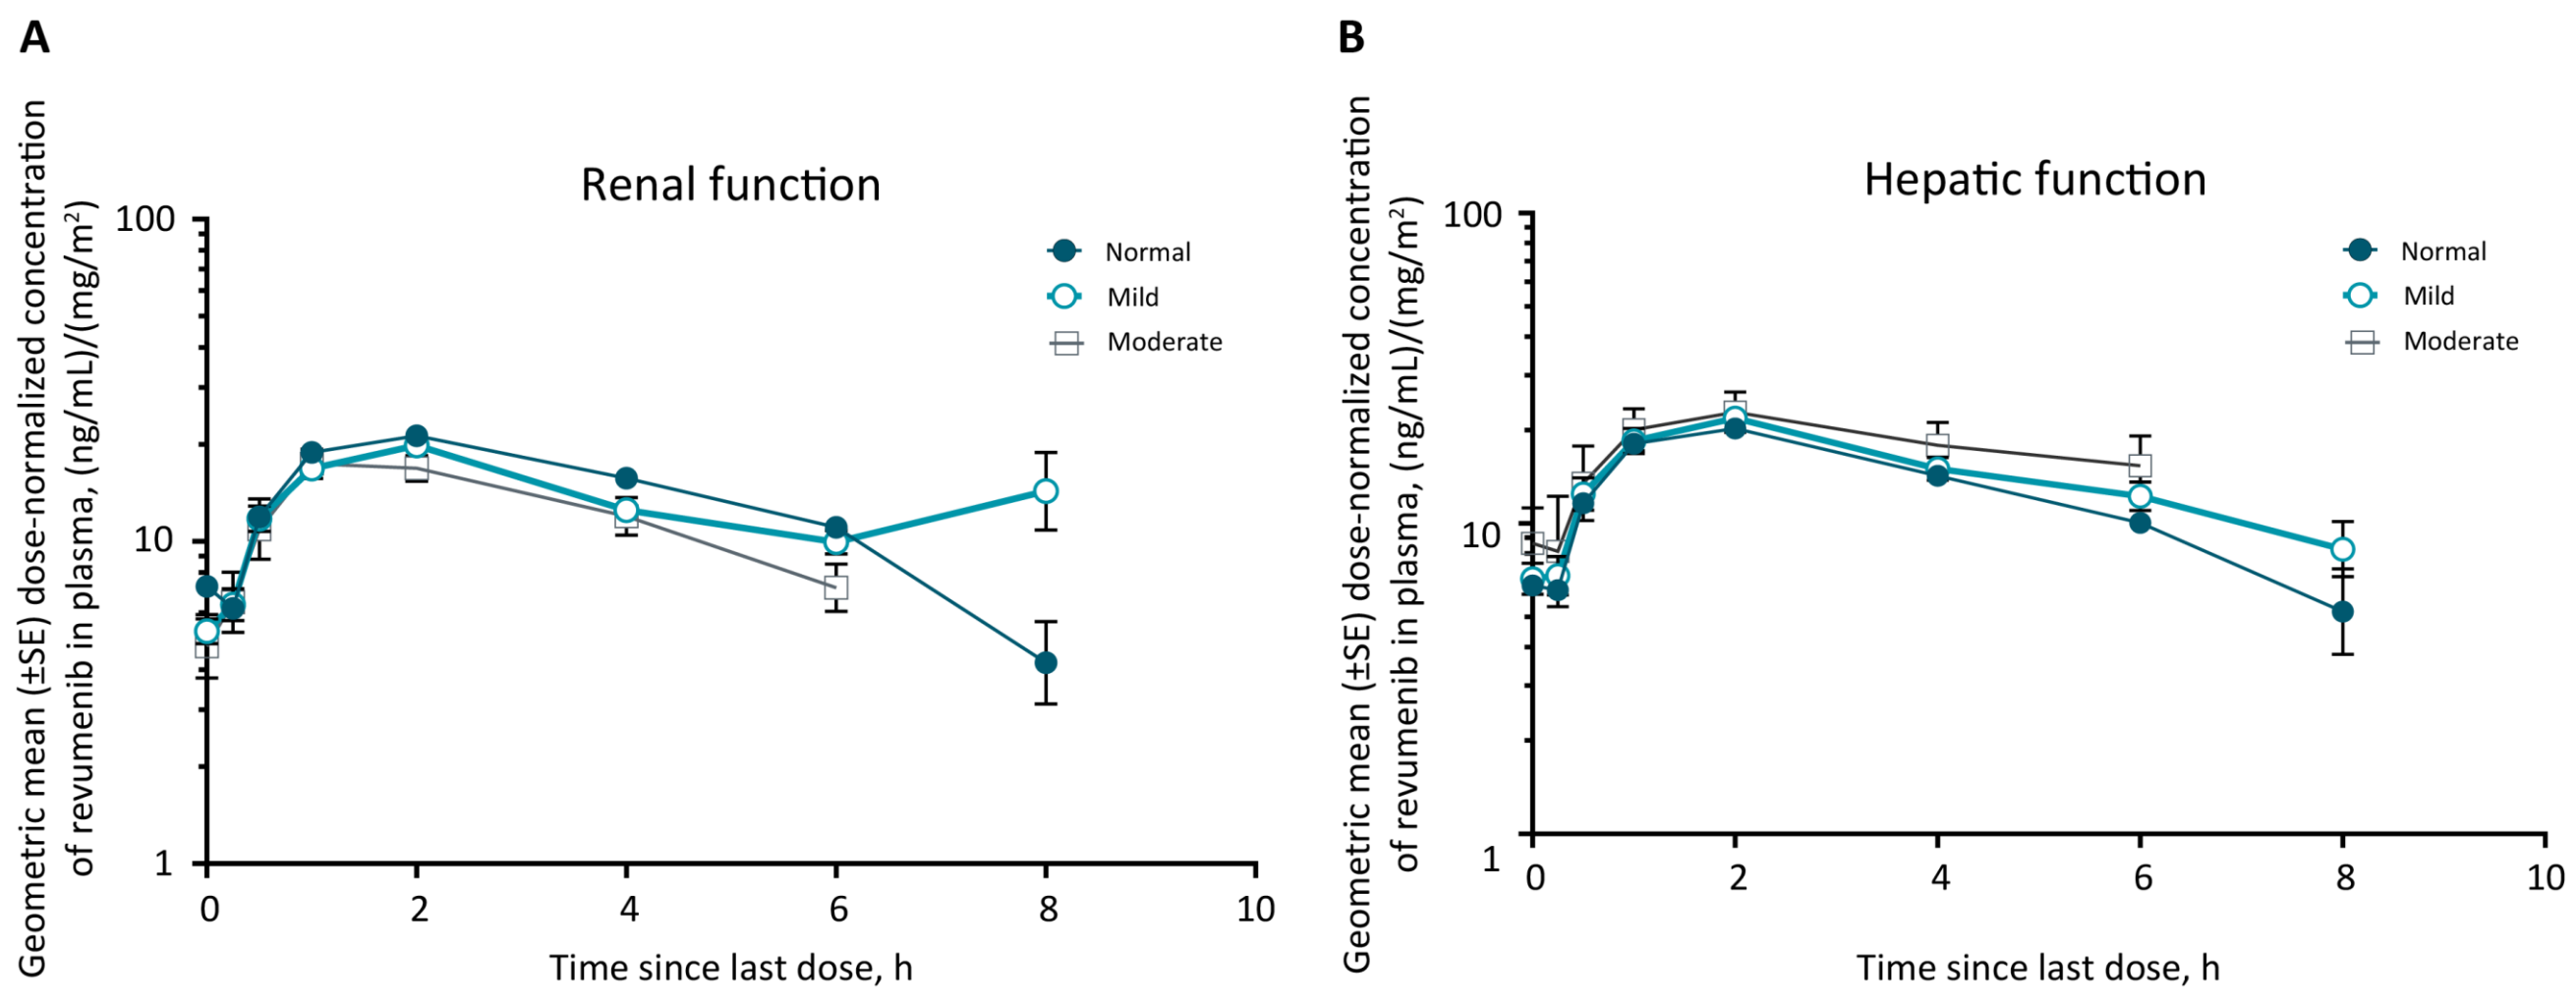 A
Geometric mean (±SE) dose-normalized concentration
of revumenib in plasma, (ng/mL)/(mg/m²)
Renal function
100
10
1
Normal
Mild
Moderate
0 2 4 6 8 10
Time since last dose, h
B
Geometric mean (±SE) dose-normalized concentration
of revumenib in plasma, (ng/mL)/(mg/m²)
Hepatic function
100
10
1
Normal
Mild
Moderate
0 2 4 6 8 10
Time since last dose, h